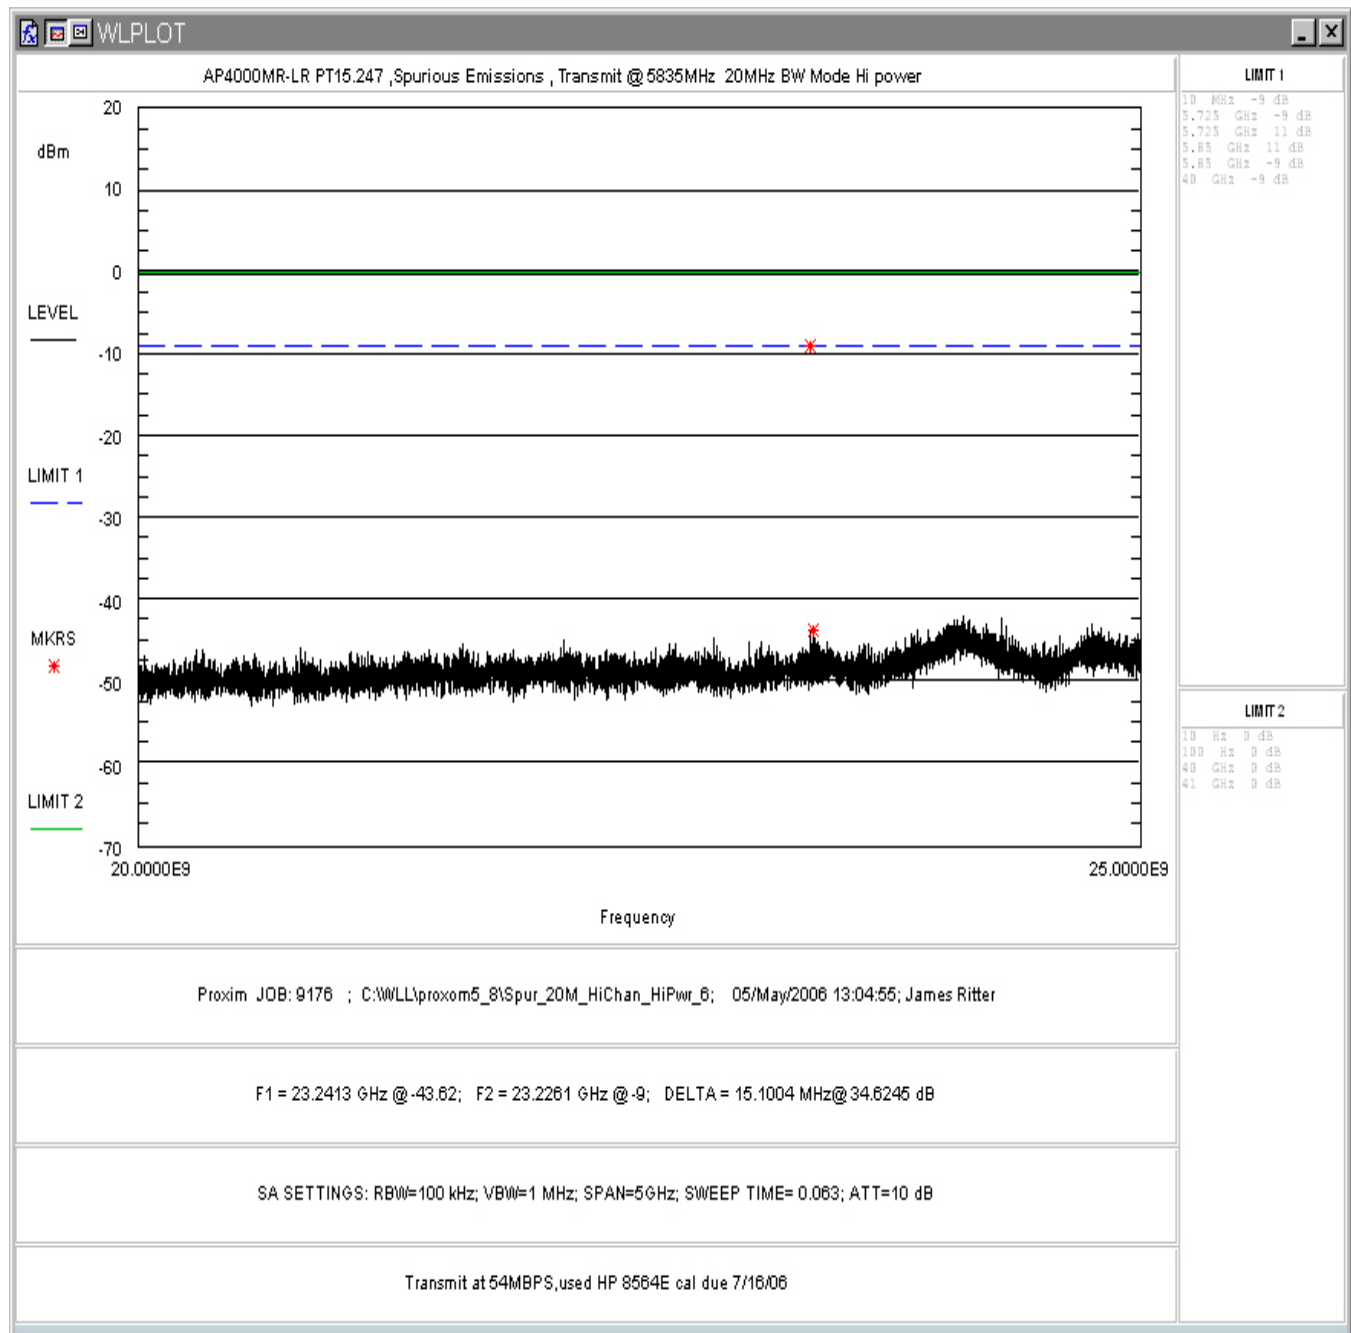 WLPLOT
AP4000MR-LR PT15.247 ,Spurious Emissions , Transmit @ 5835MHz 20MHz BW Mode Hi power
20
dBm
10
0
LEVEL
-10
-20
LIMIT 1
-30
-40
MKRS
-50
-60
LIMIT 2
-70
20.0000E9
25.0000E9
Frequency
LIMIT 1
10 MHz -9 dB
5.725 GHz -9 dB
5.725 GHz 11 dB
5.85 GHz 11 dB
5.85 GHz -9 dB
40 GHz -9 dB
LIMIT 2
10 Hz 0 dB
100 Hz 0 dB
40 GHz 0 dB
41 GHz 0 dB
Proxim JOB: 9176 ; C:\WLL\proxom5_8\Spur_20M_HiChan_HiPwr_6; 05/May/2006 13:04:55; James Ritter
F1 = 23.2413 GHz @ -43.62; F2 = 23.2261 GHz @ -9; DELTA = 15.1004 MHz@ 34.6245 dB
SA SETTINGS: RBW=100 kHz; VBW=1 MHz; SPAN=5GHz; SWEEP TIME= 0.063; ATT=10 dB
Transmit at 54MBPS,used HP 8564E cal due 7/16/06